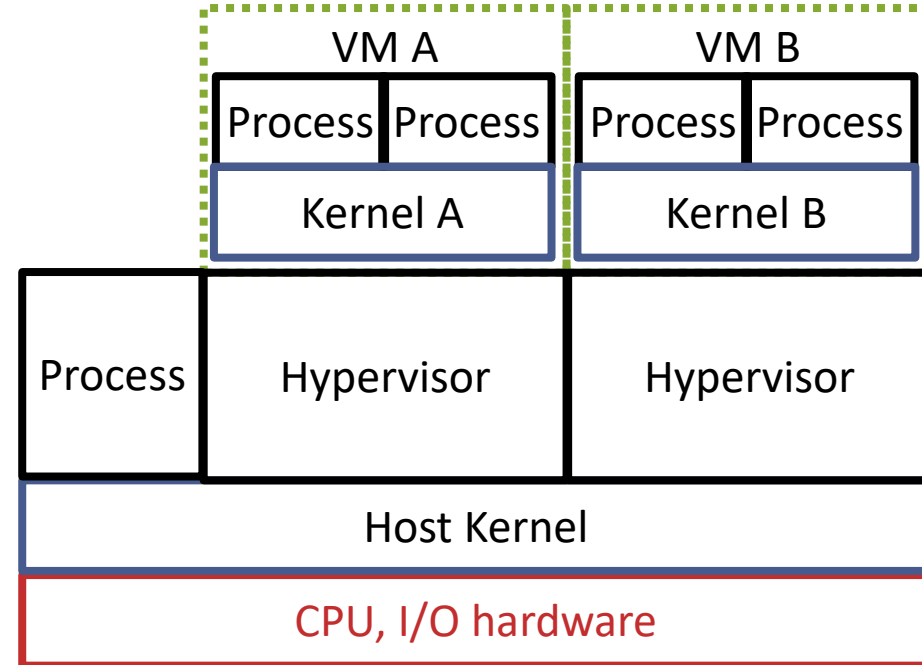 VM A VM B
Process Process Process Process
Kernel A Kernel B
Process Hypervisor Hypervisor
Host Kernel
CPU, I/O hardware